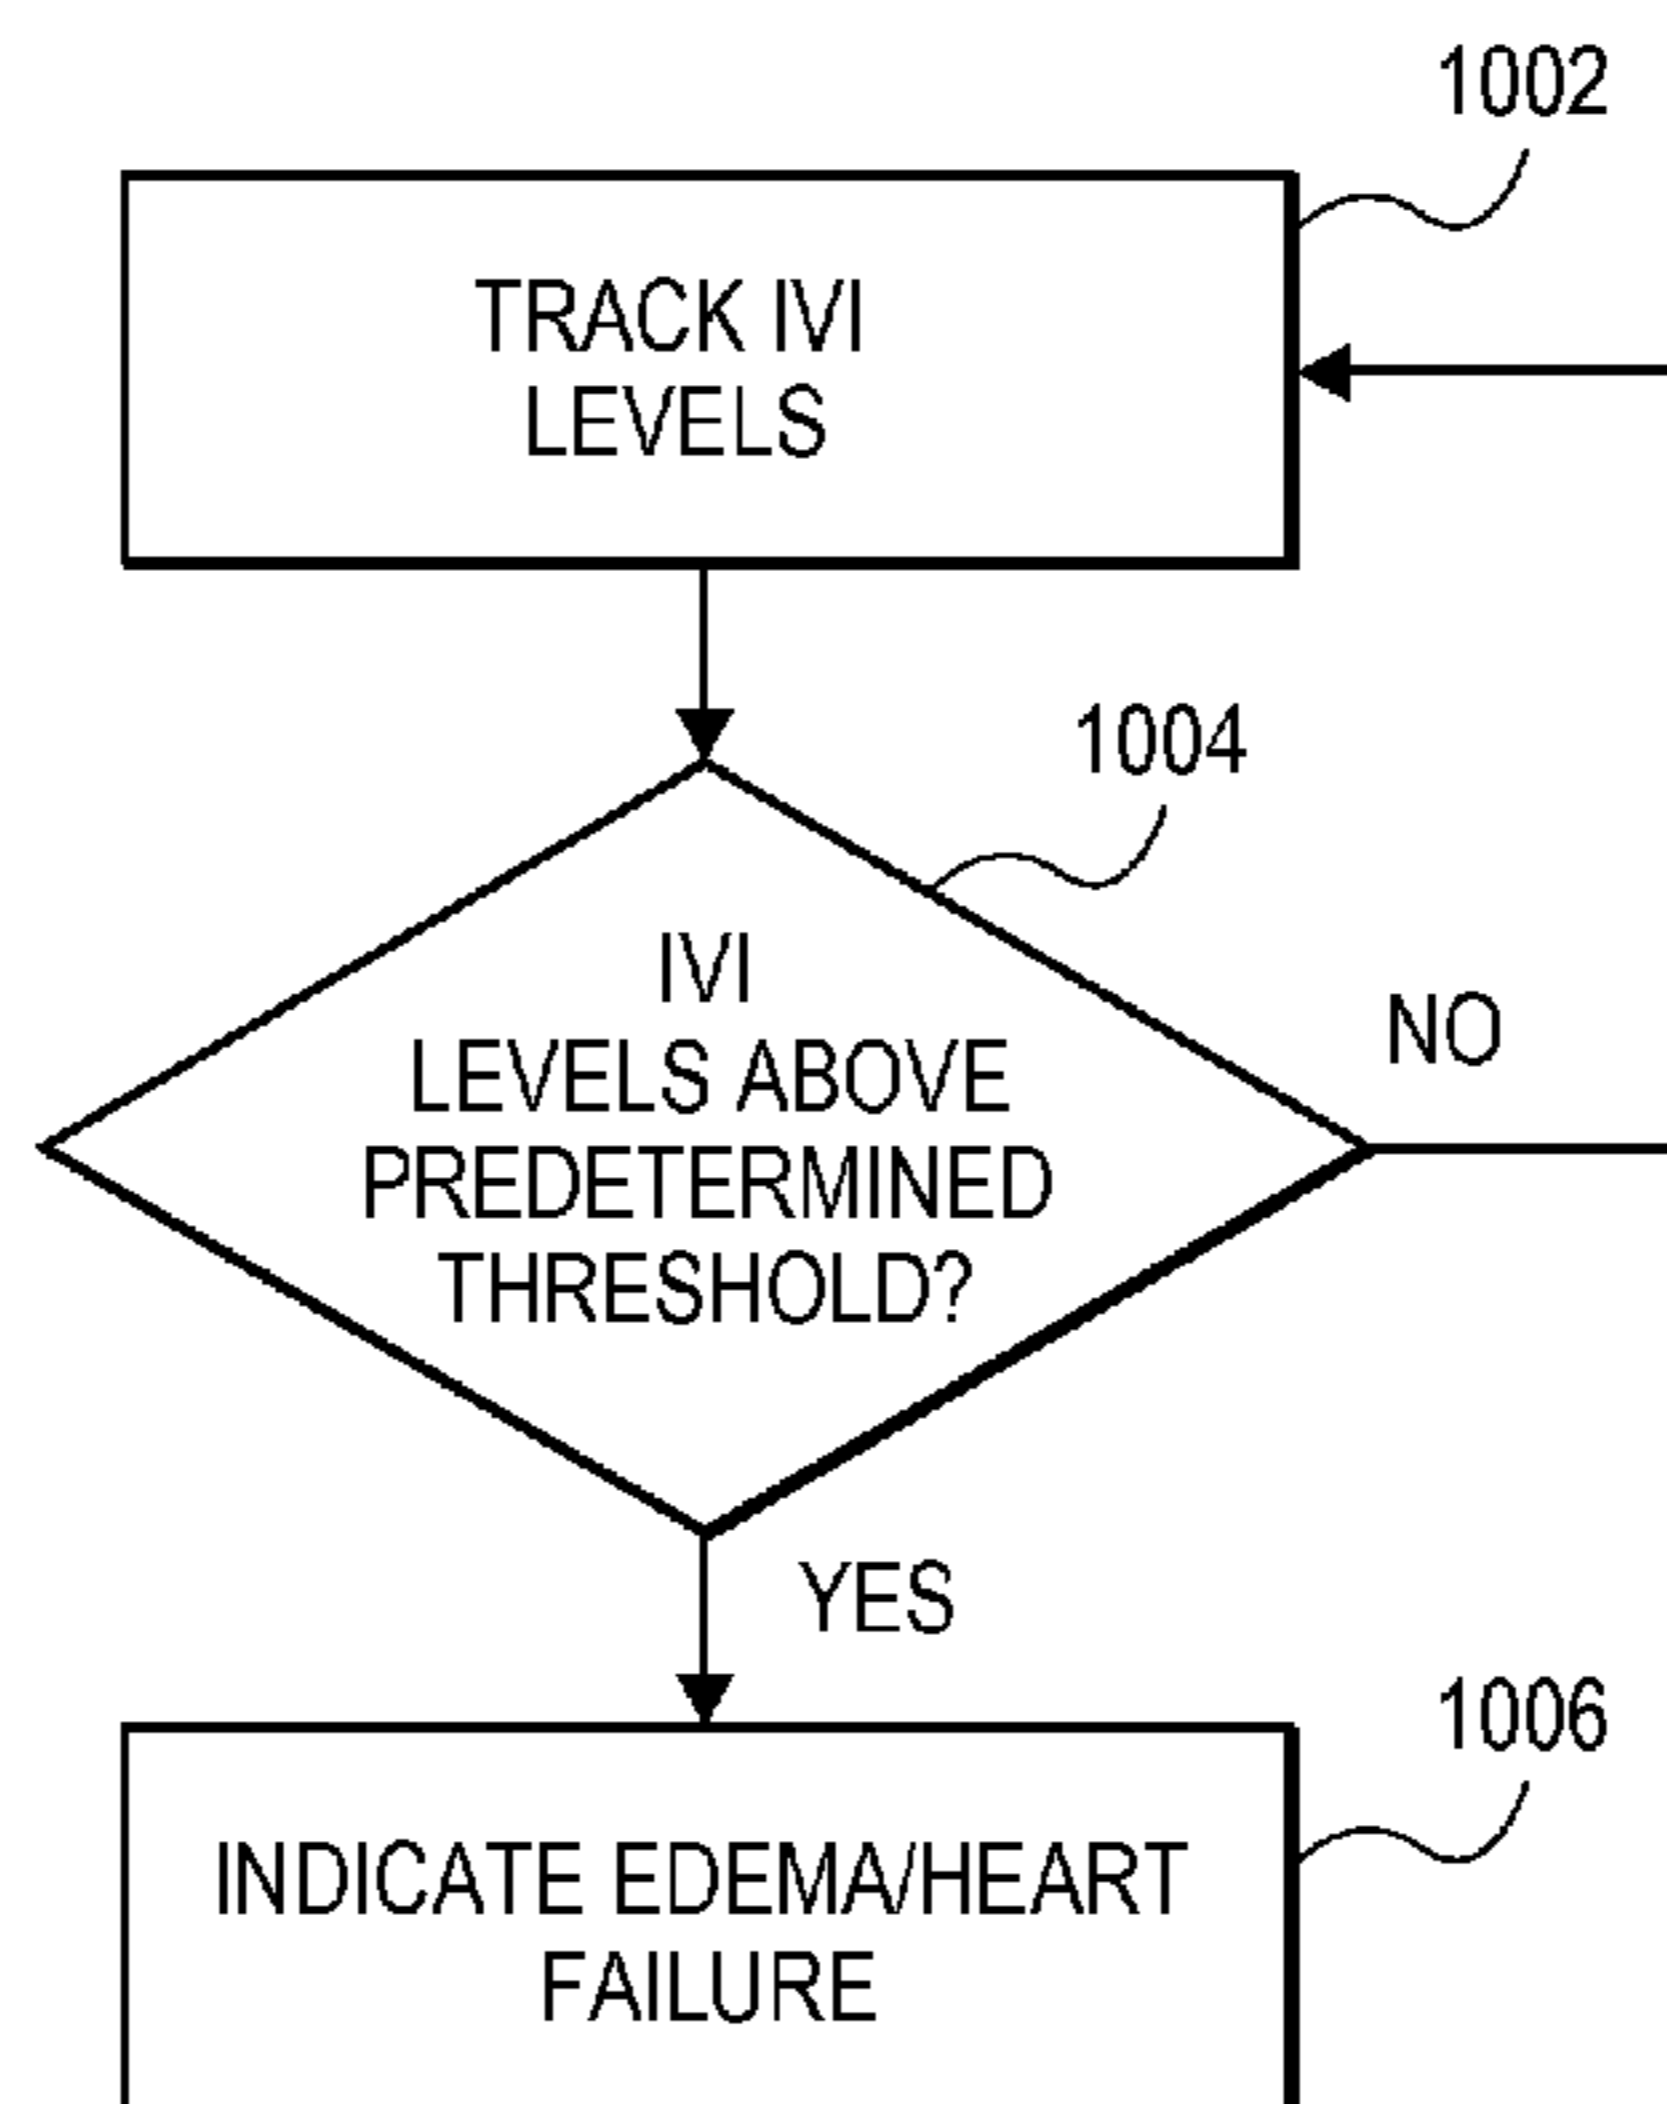 1002
TRACK IVI
LEVELS
1004
IVI
LEVELS ABOVE
PREDETERMINED
THRESHOLD?
NO
YES
1006
INDICATE EDEMA/HEART
FAILURE